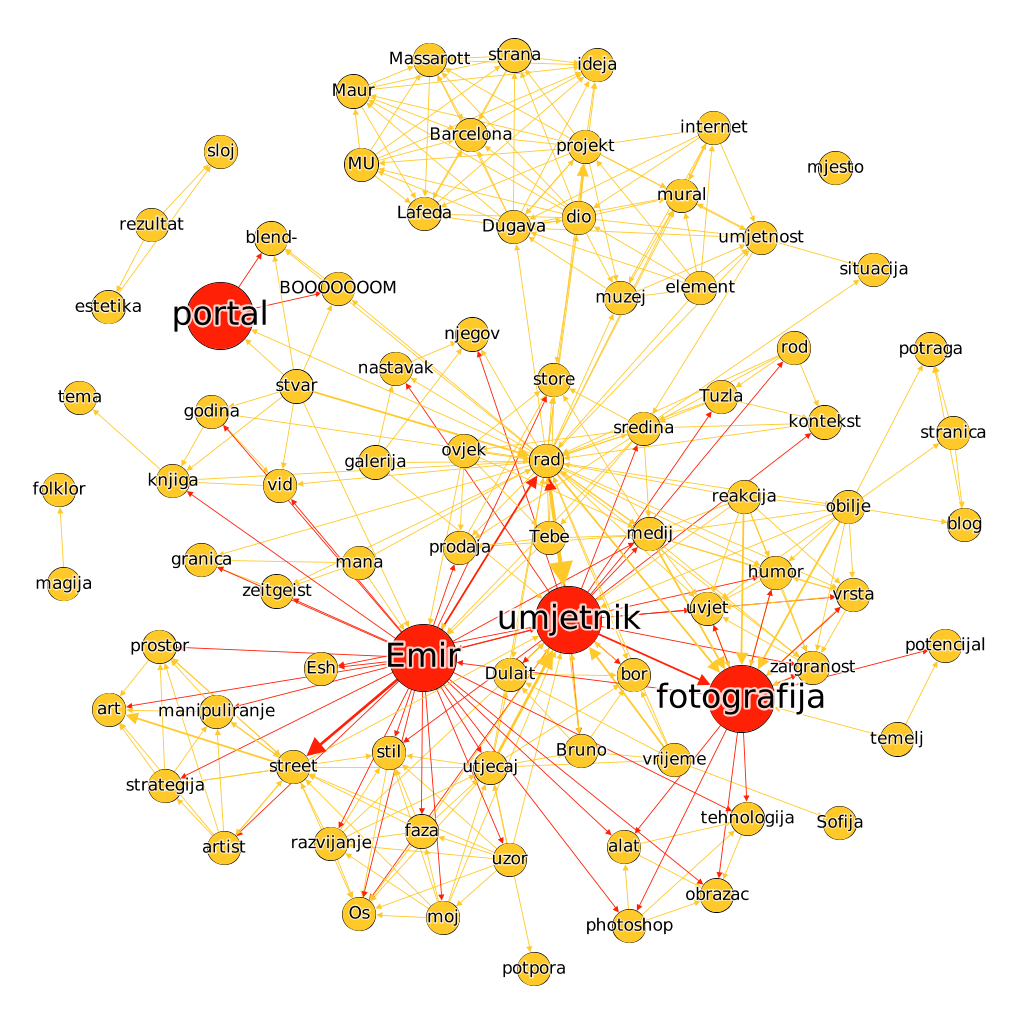 Massarott
strana
ideja
Maur
internet
Barcelona
projekt
sloj
MU
mjesto
mural
Lafeda
dio
rezultat
Dugava
blend-
umjetnost
situacija
BOOOOOOOM
element
muzej
estetika
portal
njegov
rod
potraga
nastavak
store
stvar
Tuzla
tema
godina
kontekst
sredina
stranica
ovjek
rad
galerija
knjiga
vid
folklor
reakcija
obilje
blog
Tebe
medij
prodaja
granica
mana
humor
magija
zeitgeist
vrsta
uvjet
umjetnik
prostor
potencijal
Emir
Esh
Dulait
bor
zaigranost
fotografija
art
manipuliranje
temelj
stil
Bruno
vrijeme
street
utjecaj
strategija
tehnologija
Sofija
faza
razvijanje
artist
alat
uzor
obrazac
Os
moj
photoshop
potpora